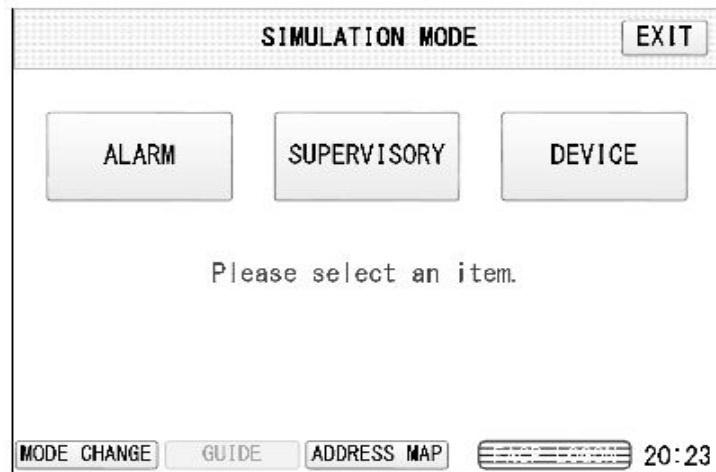 SIMULATION MODE EXIT
ALARM SUPERVISORY DEVICE
Please select an item.
MODE CHANGE GUIDE ADDRESS MAP 20:23